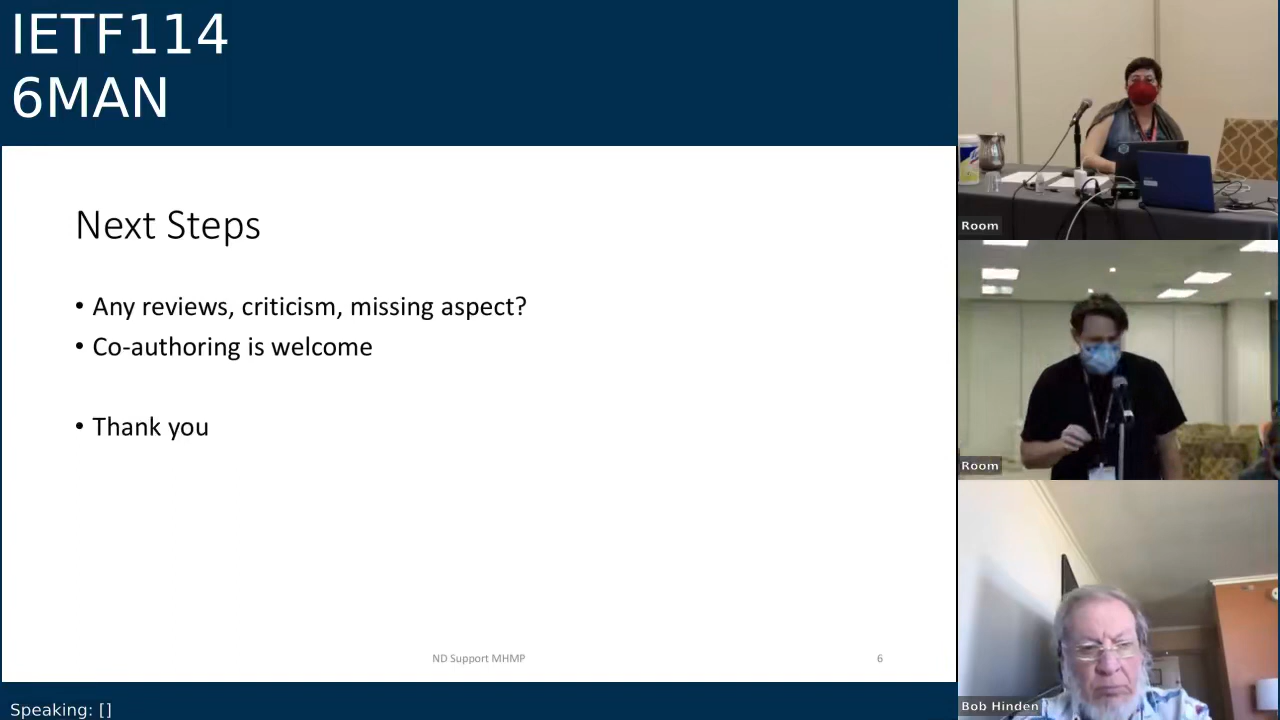 IETF114
6MAN
Next Steps
• Any reviews, criticism, missing aspect?
• Co-authoring is welcome
• Thank you
ND Support MHMP
6
Speaking: []
Room
Room
Bob Hinden